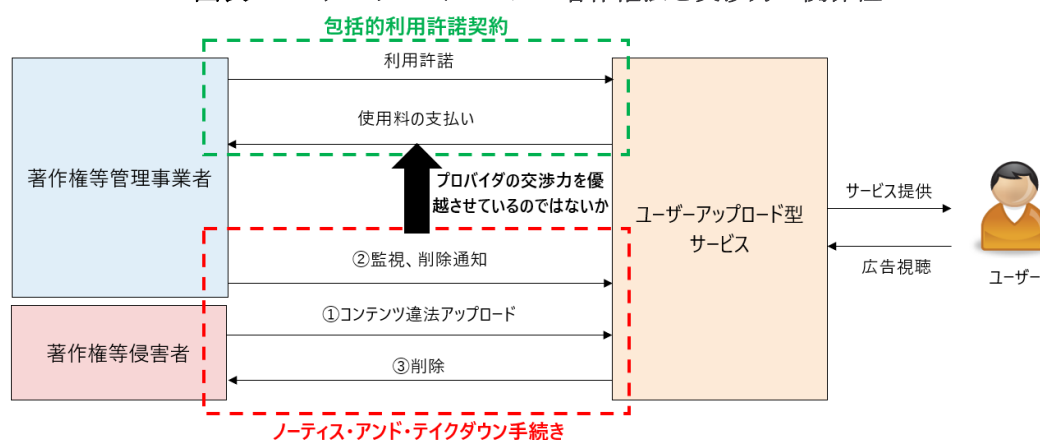 包括的利用許諾契約
利用許諾
使用料の支払い
著作権等管理事業者
プロバイダの交渉力を優
越させているのではないか
ユーザーアップロード型
サービス
サービス提供
広告視聴
ユーザー
②監視、削除通知
①コンテンツ違法アップロード
著作権等侵害者
③削除
ノーティス・アンド・テイクダウン手続き